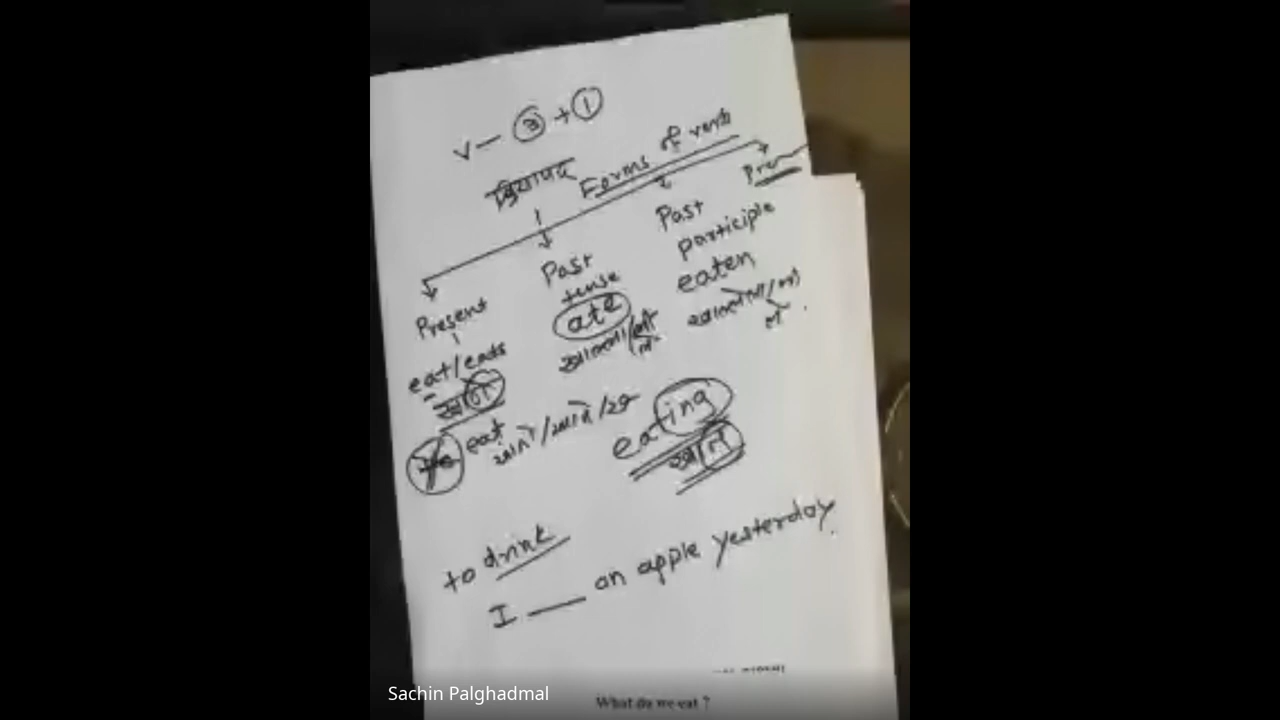 V - 3 + 1
क्रियापद
Forms of verb
Present
eat/eats
Past
tense
ate
Past
participle
eaten
Pre
eat
eating
खात
to drink
I ___ an apple yesterday.
What do we eat ?
Sachin Palghadmal